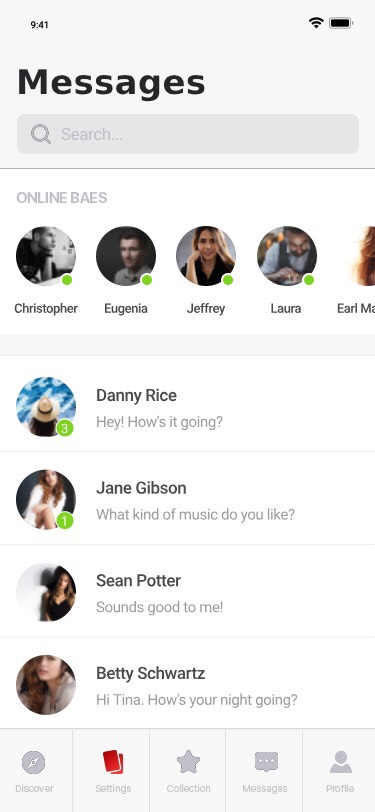 9:41
Messages
Search...
ONLINE BAES
Christopher Eugenia Jeffrey Laura Earl Ma
Danny Rice
Hey! How's it going?
3
Jane Gibson
What kind of music do you like?
1
Sean Potter
Sounds good to me!
Betty Schwartz
Hi Tina. How's your night going?
Discover Settings Collection Messages Profile